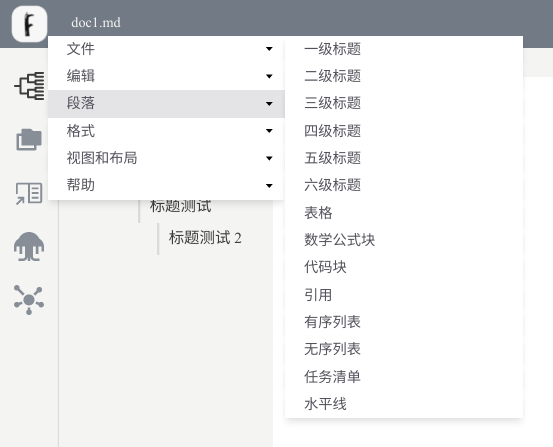 doc1.md
文件
编辑
段落
格式
视图和布局
帮助
一级标题
二级标题
三级标题
四级标题
五级标题
六级标题
表格
数学公式块
代码块
引用
有序列表
无序列表
任务清单
水平线
标题测试
标题测试 2